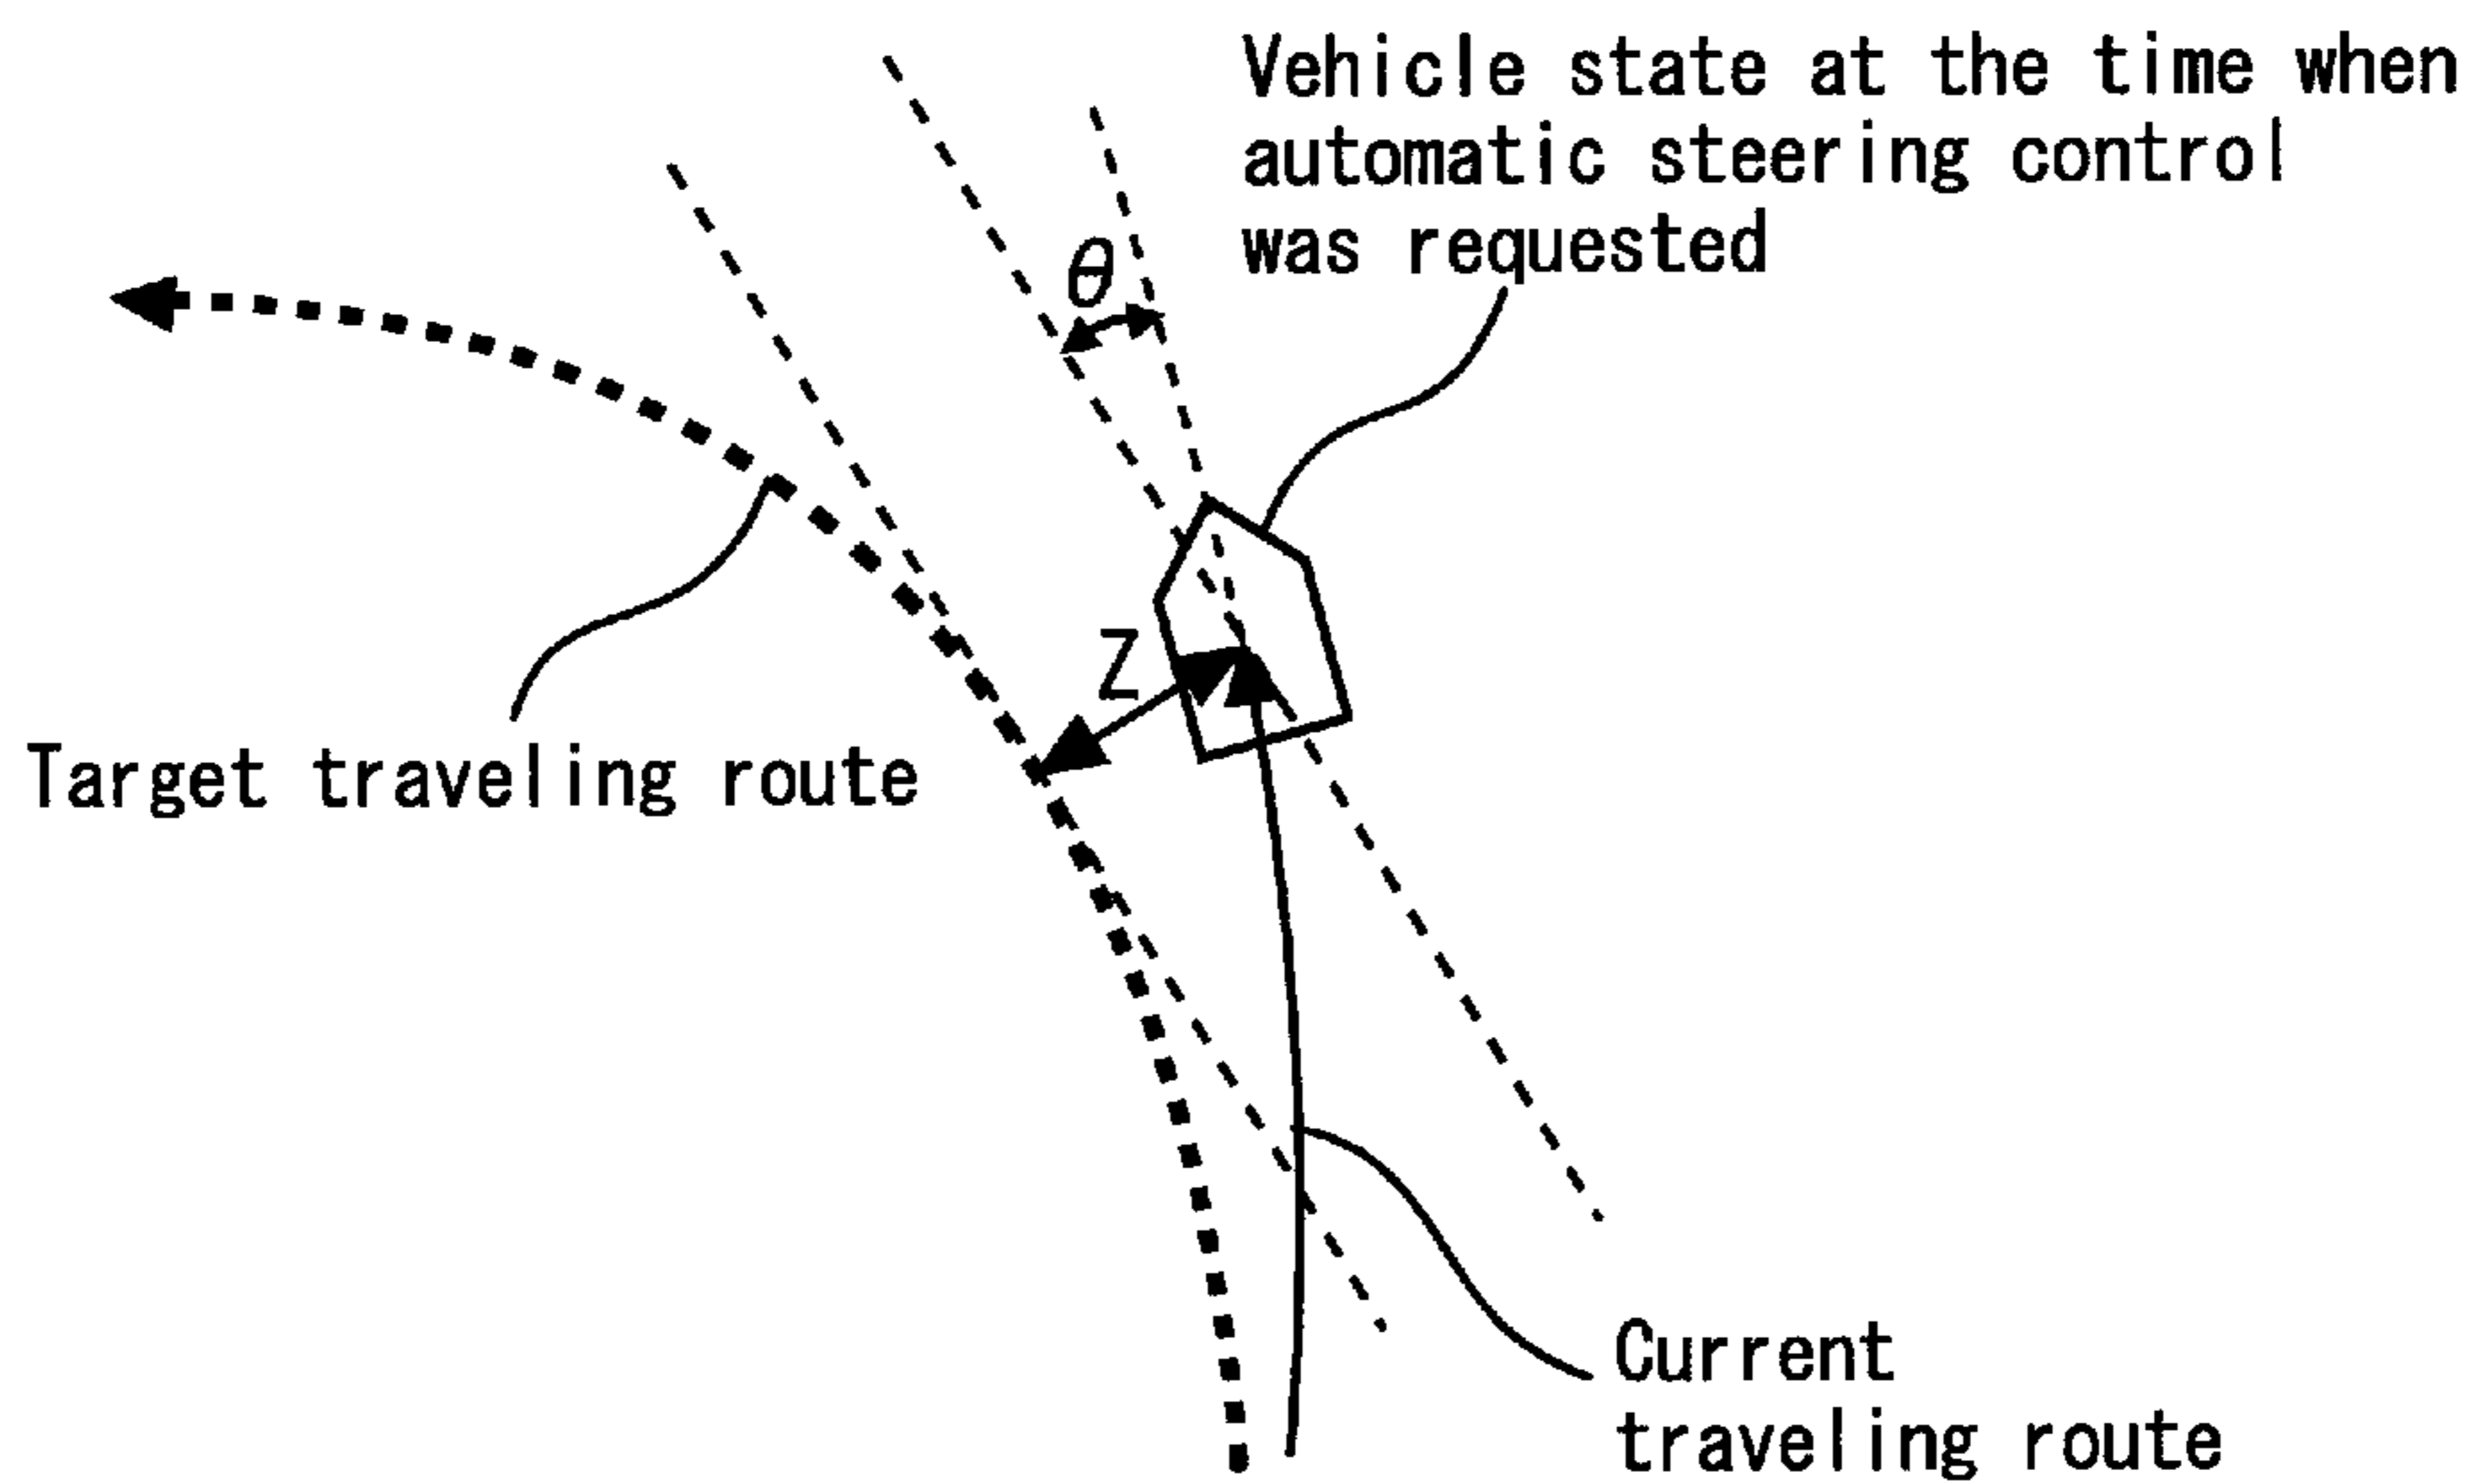 Vehicle state at the time when
automatic steering control
was requested
θ
Z
Target traveling route
Current
traveling route